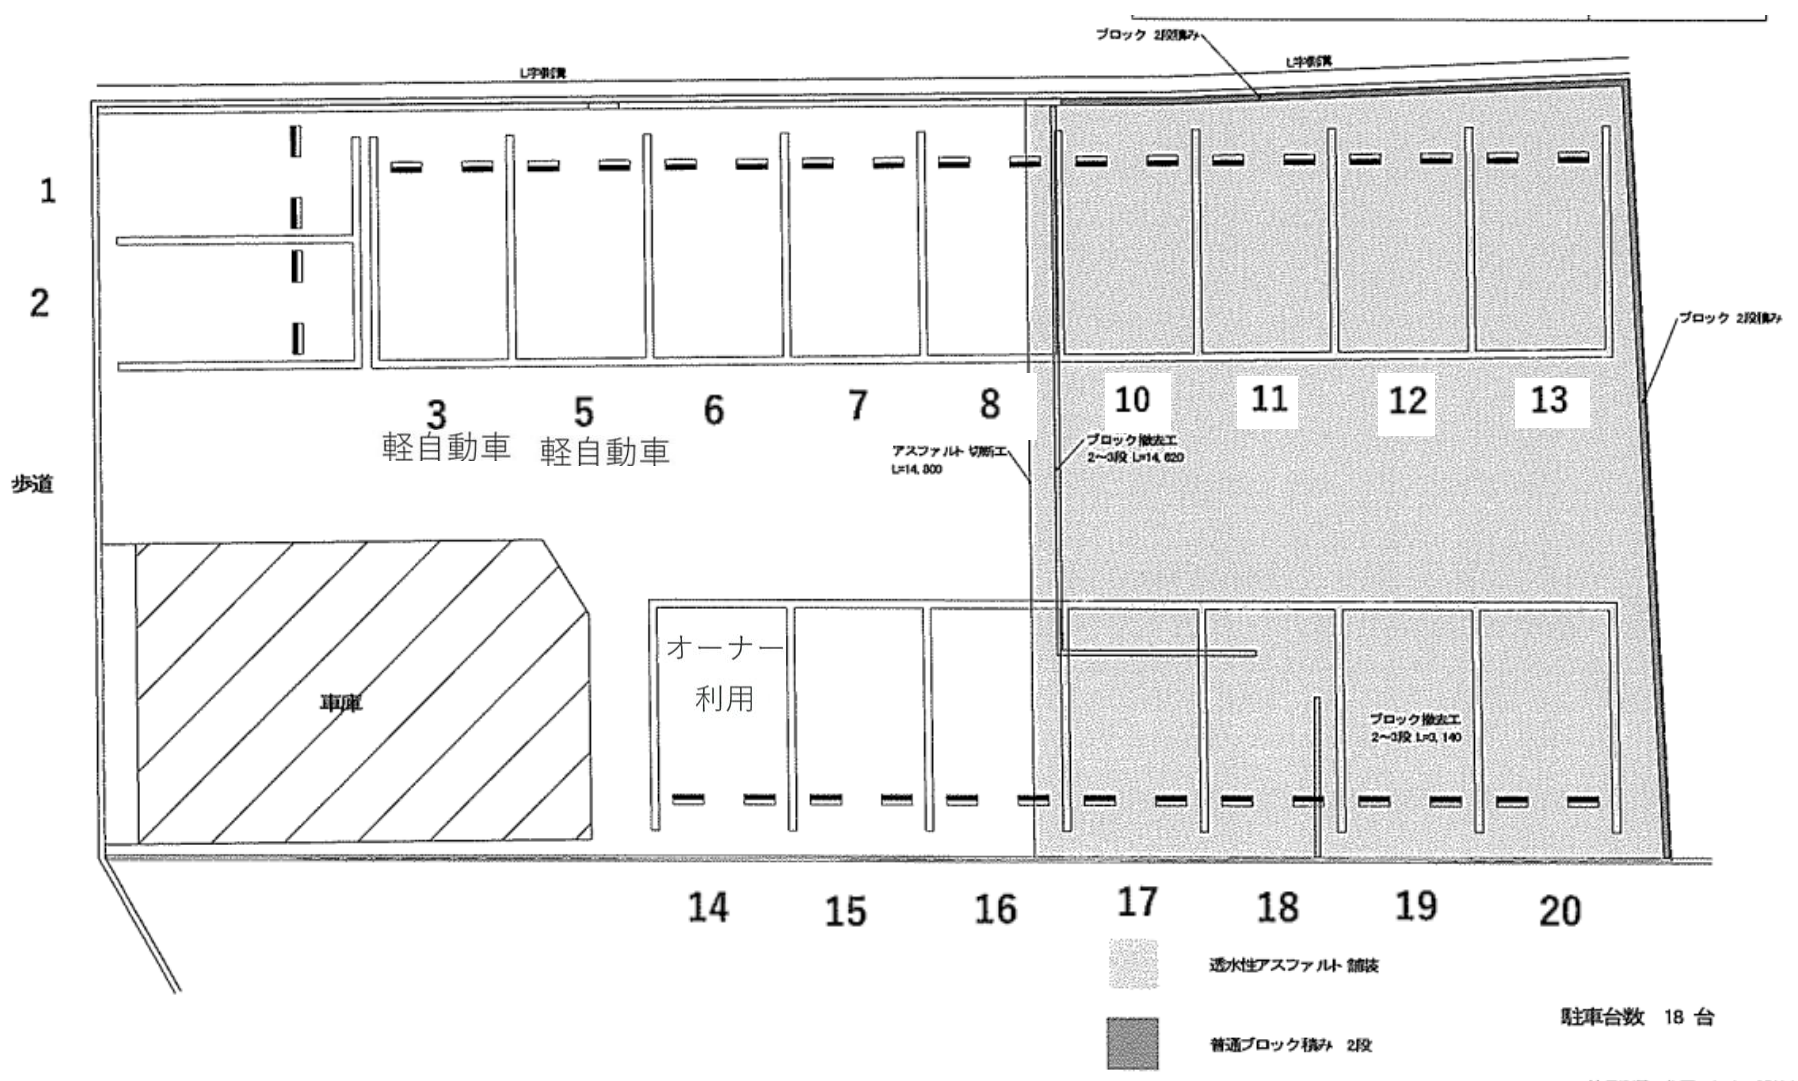 ブロック 2段積み
L字側溝
L字側溝
1
2
ブロック 2段積み
3
5
6
7
8
10
11
12
13
軽自動車
軽自動車
アスファルト切断工
L=14,800
ブロック撤去工
2〜3段 L=14,620
歩道
オーナー
利用
車庫
ブロック撤去工
2〜3段 L=3,140
14
15
16
17
18
19
20
透水性アスファルト舗装
駐車台数 18 台
普通ブロック積み 2段